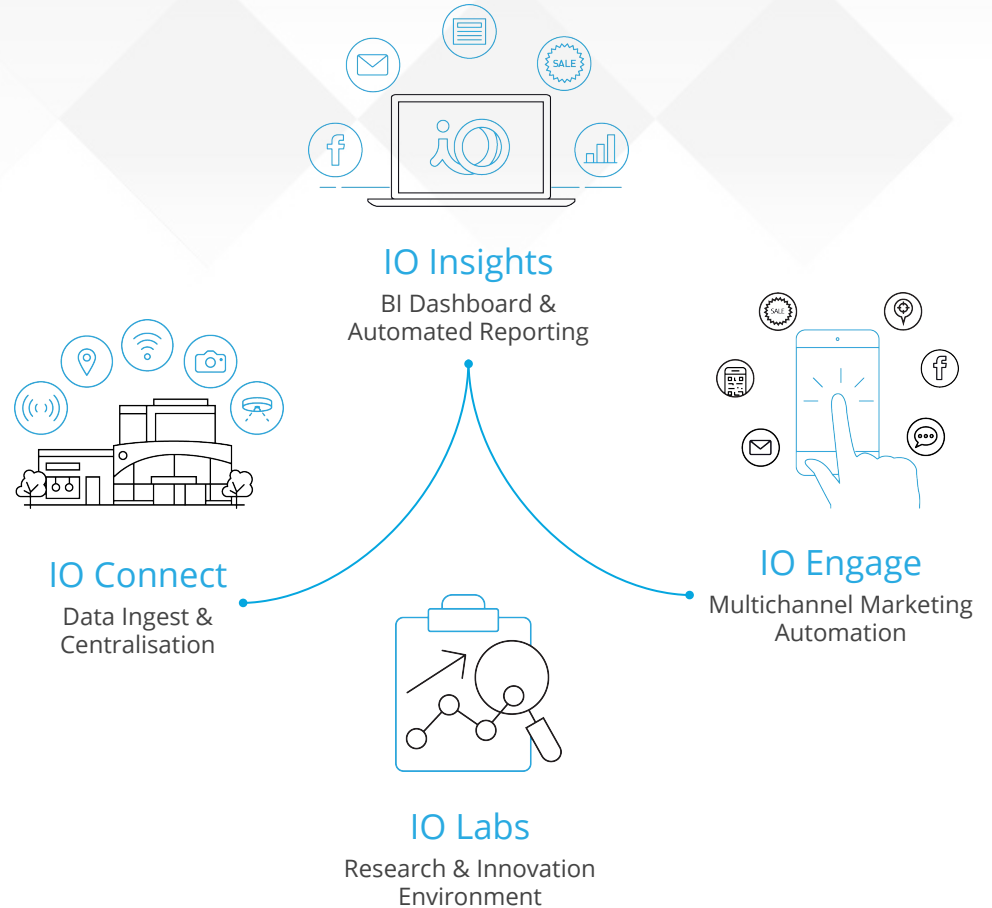 SALE
iO
IO Insights
BI Dashboard &
Automated Reporting
SALE
IO Connect
Data Ingest &
Centralisation
IO Engage
Multichannel Marketing
Automation
IO Labs
Research & Innovation
Environment